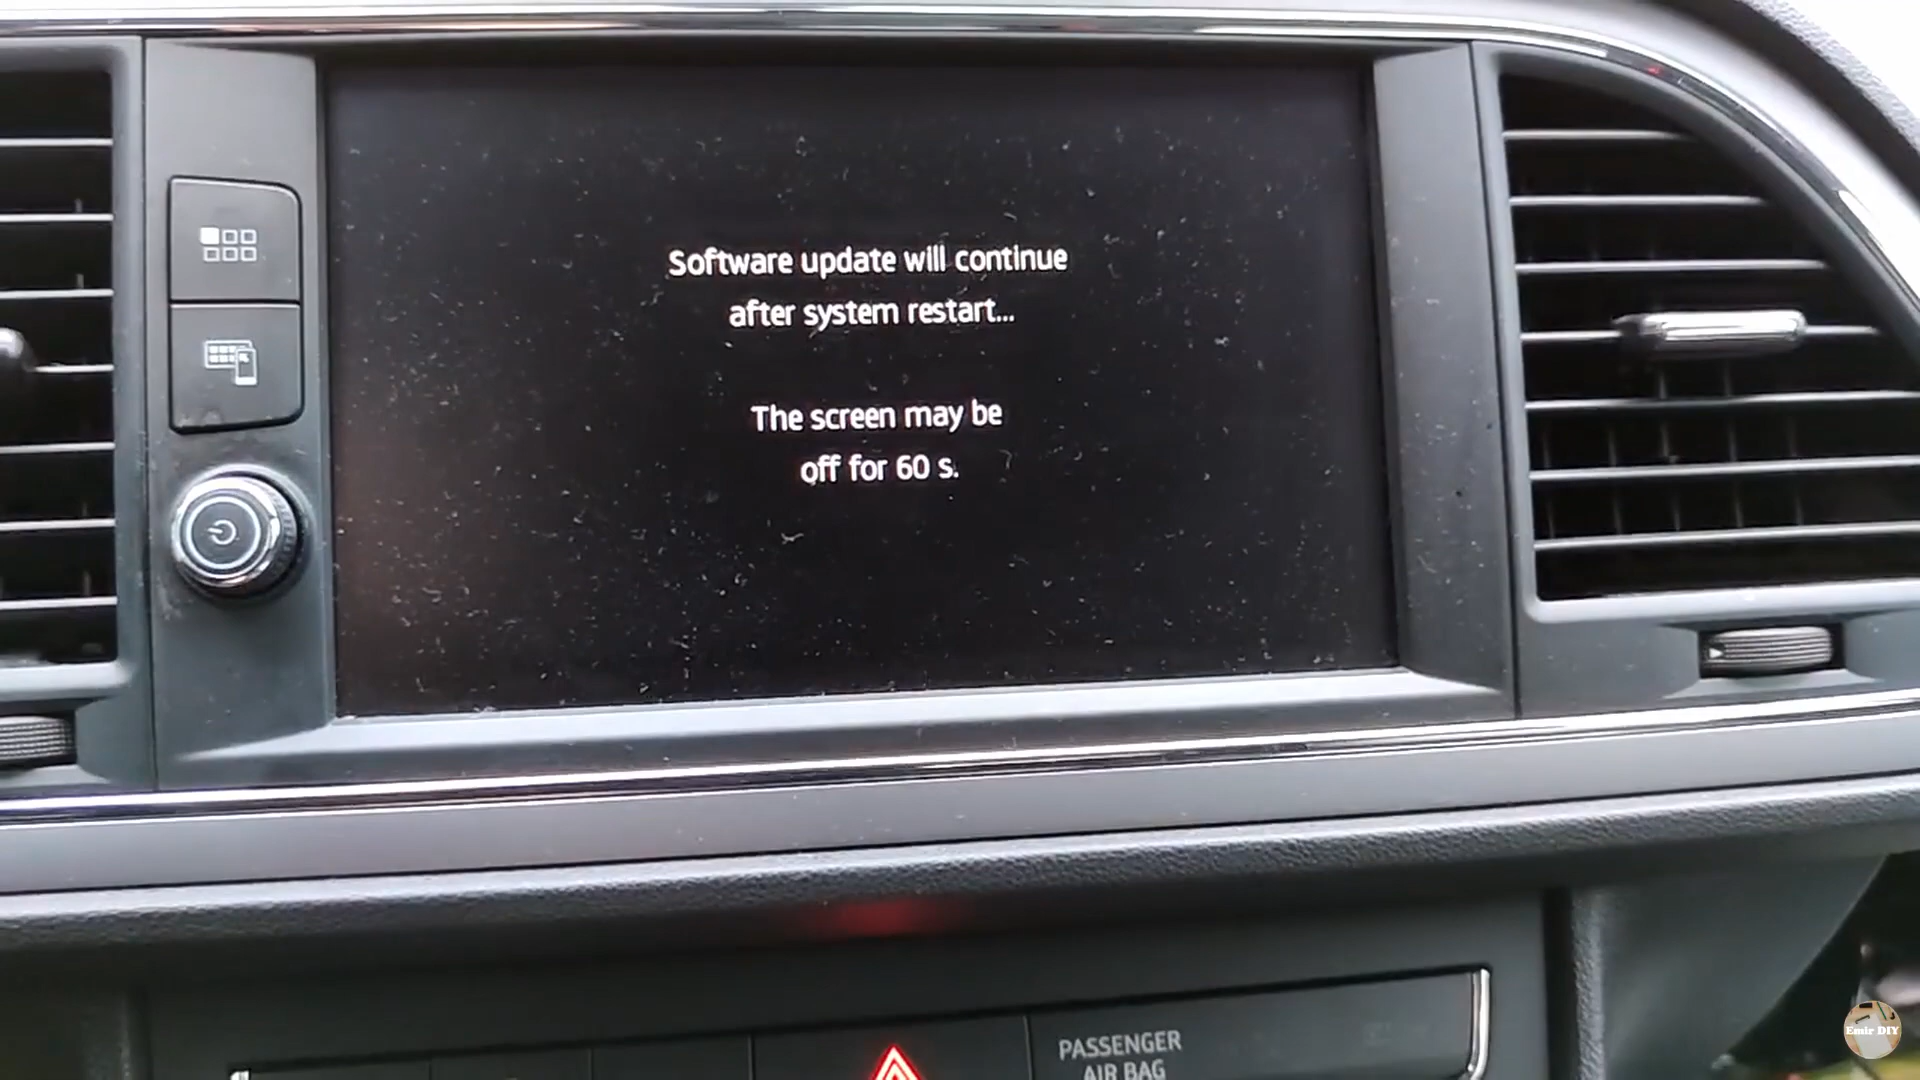 Software update will continue
after system restart...
The screen may be
off for 60 s.
PASSENGER
AIR BAG
Emir DIY